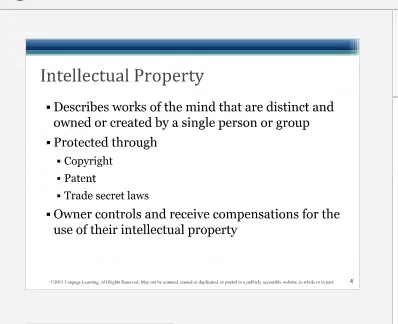 Intellectual Property
▪ Describes works of the mind that are distinct and
owned or created by a single person or group
▪ Protected through
▪ Copyright
▪ Patent
▪ Trade secret laws
▪ Owner controls and receive compensations for the
use of their intellectual property
©2015 Cengage Learning. All Rights Reserved. May not be scanned, copied or duplicated, or posted to a publicly accessible website, in whole or in part. 4